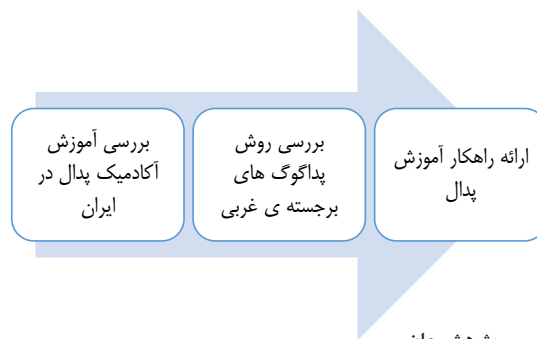 بررسی آموزش
آکادمیک پدال در
ایران
بررسی روش
پداگوگ های
برجسته ی غربی
ارائه راهکار آموزش
پدال